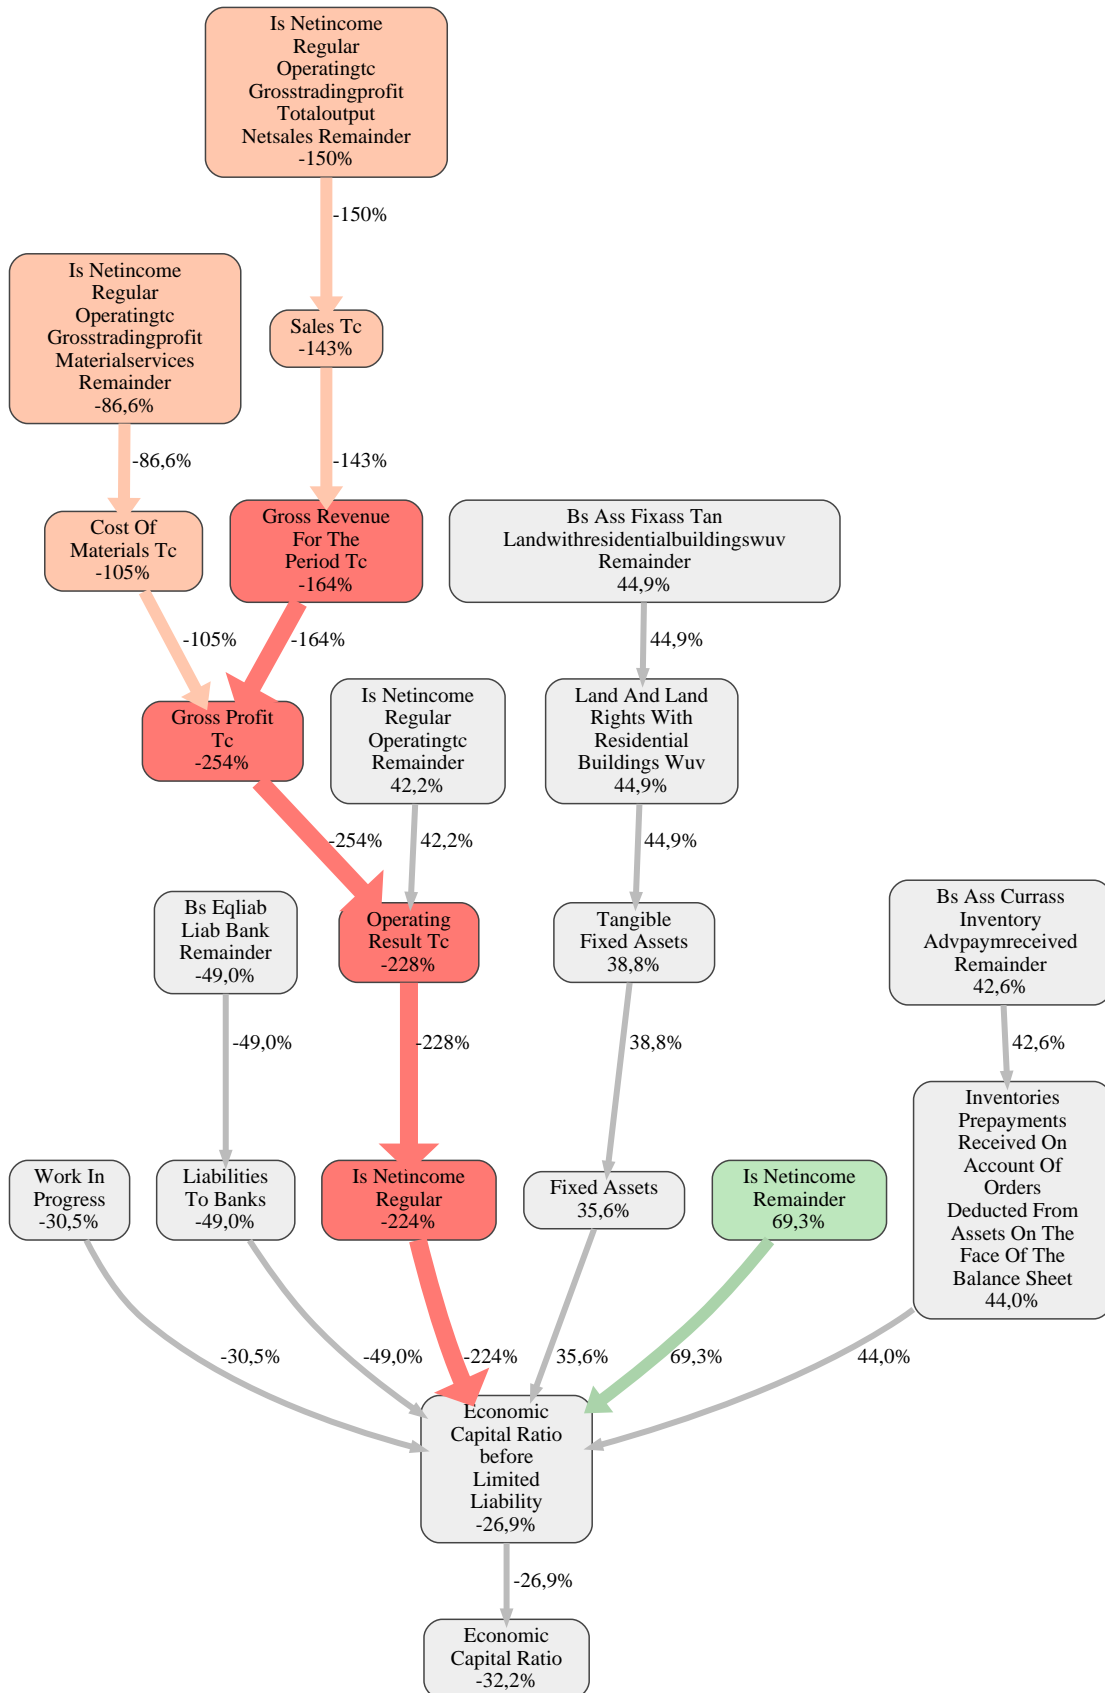 Is Netincome
Regular
Operatingtc
Grosstradingprofit
Totaloutput
Netsales Remainder
-150%
-150%
Is Netincome
Regular
Operatingtc
Grosstradingprofit
Materialservices
Remainder
-86,6%
Sales Tc
-143%
-86,6%
-143%
Cost Of
Materials Tc
-105%
Gross Revenue
For The
Period Tc
-164%
Bs Ass Fixass Tan
Landwithresidentialbuildingswuv
Remainder
44,9%
-105%
-164%
44,9%
Gross Profit
Tc
-254%
Is Netincome
Regular
Operatingtc
Remainder
42,2%
Land And Land
Rights With
Residential
Buildings Wuv
44,9%
-254%
42,2%
44,9%
Bs Eqliab
Liab Bank
Remainder
-49,0%
Operating
Result Tc
-228%
Tangible
Fixed Assets
38,8%
Bs Ass Currass
Inventory
Advpaymreceived
Remainder
42,6%
-49,0%
-228%
38,8%
42,6%
Work In
Progress
-30,5%
Liabilities
To Banks
-49,0%
Is Netincome
Regular
-224%
Fixed Assets
35,6%
Is Netincome
Remainder
69,3%
Inventories
Prepayments
Received On
Account Of
Orders
Deducted From
Assets On The
Face Of The
Balance Sheet
44,0%
-30,5%
-49,0%
-224%
35,6%
69,3%
44,0%
Economic
Capital Ratio
before
Limited
Liability
-26,9%
-26,9%
Economic
Capital Ratio
-32,2%